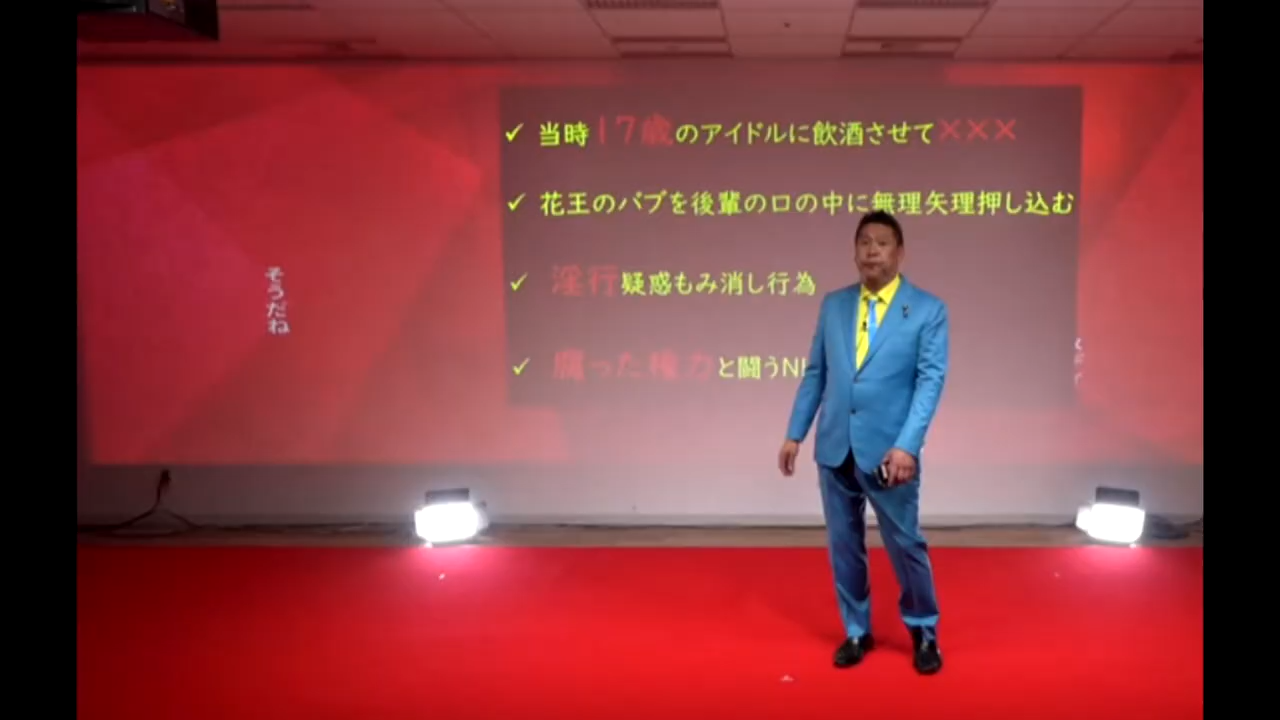 そうだね
✓ 当時17歳のアイドルに飲酒させて×××
✓ 花王のバブを後輩の口の中に無理矢理押し込む
✓ 淫行疑惑もみ消し行為
✓ 腐った権力と闘うN